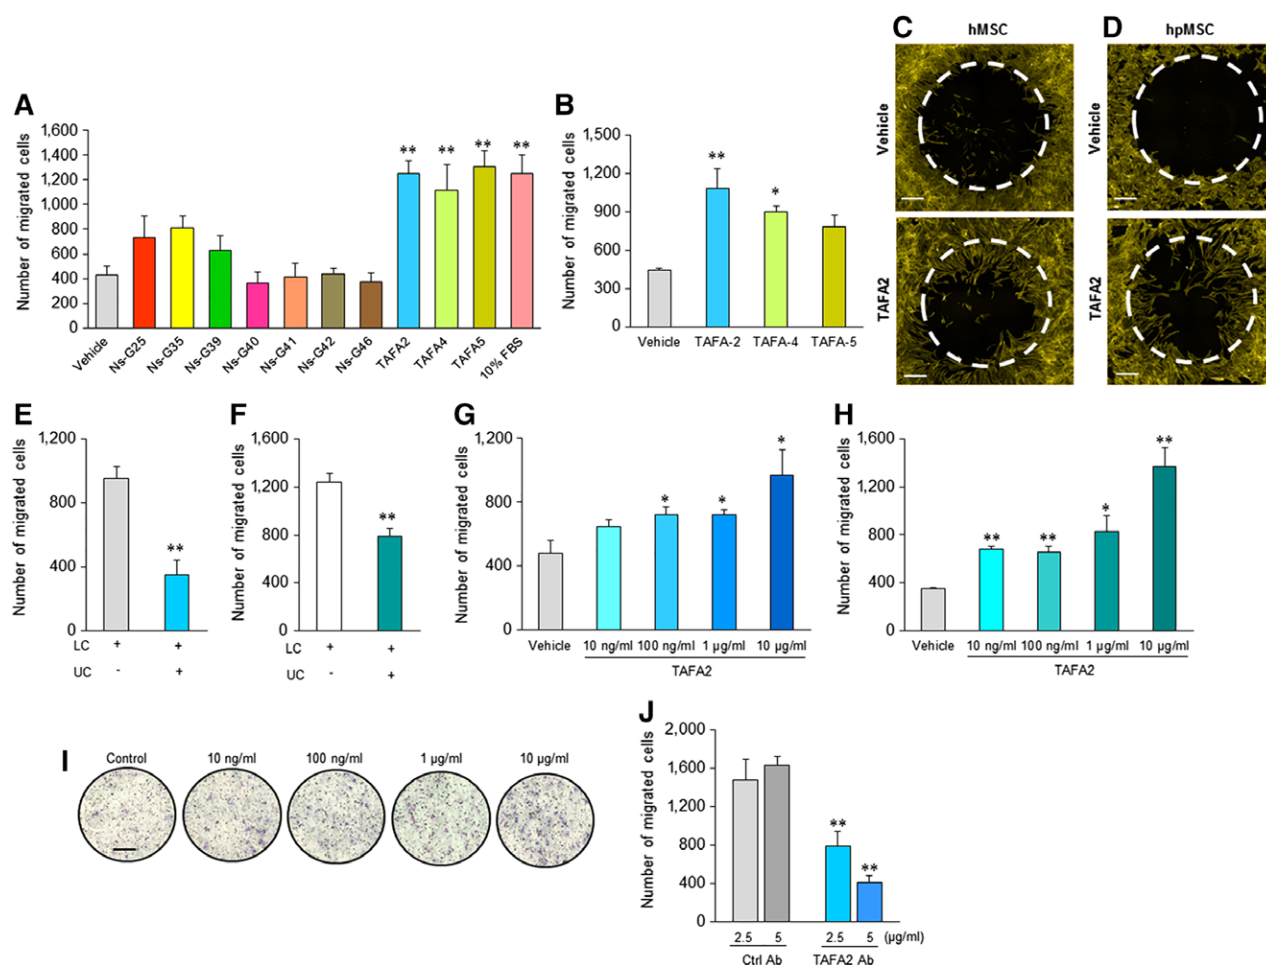 A
Number of migrated cells
1,600
1,400
1,200
1,000
800
600
400
200
0
** ** ** **
Vehicle Ns-G25 Ns-G35 Ns-G39 Ns-G40 Ns-G41 Ns-G42 Ns-G46 TAFA2 TAFA4 TAFA5 10% FBS
B
Number of migrated cells
1,500
1,200
900
600
300
0
** *
Vehicle TAFA-2 TAFA-4 TAFA-5
C
hMSC
Vehicle
TAFA2
D
hpMSC
Vehicle
TAFA2
E
Number of migrated cells
1,200
800
400
0
**
LC + +
UC - +
F
Number of migrated cells
1,600
1,200
800
400
0
**
LC + +
UC - +
G
Number of migrated cells
1,200
800
400
0
* * *
Vehicle 10 ng/ml 100 ng/ml 1 µg/ml 10 µg/ml
TAFA2
H
Number of migrated cells
1,600
1,200
800
400
0
** ** * **
Vehicle 10 ng/ml 100 ng/ml 1 µg/ml 10 µg/ml
TAFA2
I
Control 10 ng/ml 100 ng/ml 1 µg/ml 10 µg/ml
J
Number of migrated cells
2,000
1,600
1,200
800
400
0
** **
2.5 5 2.5 5 (µg/ml)
Ctrl Ab TAFA2 Ab